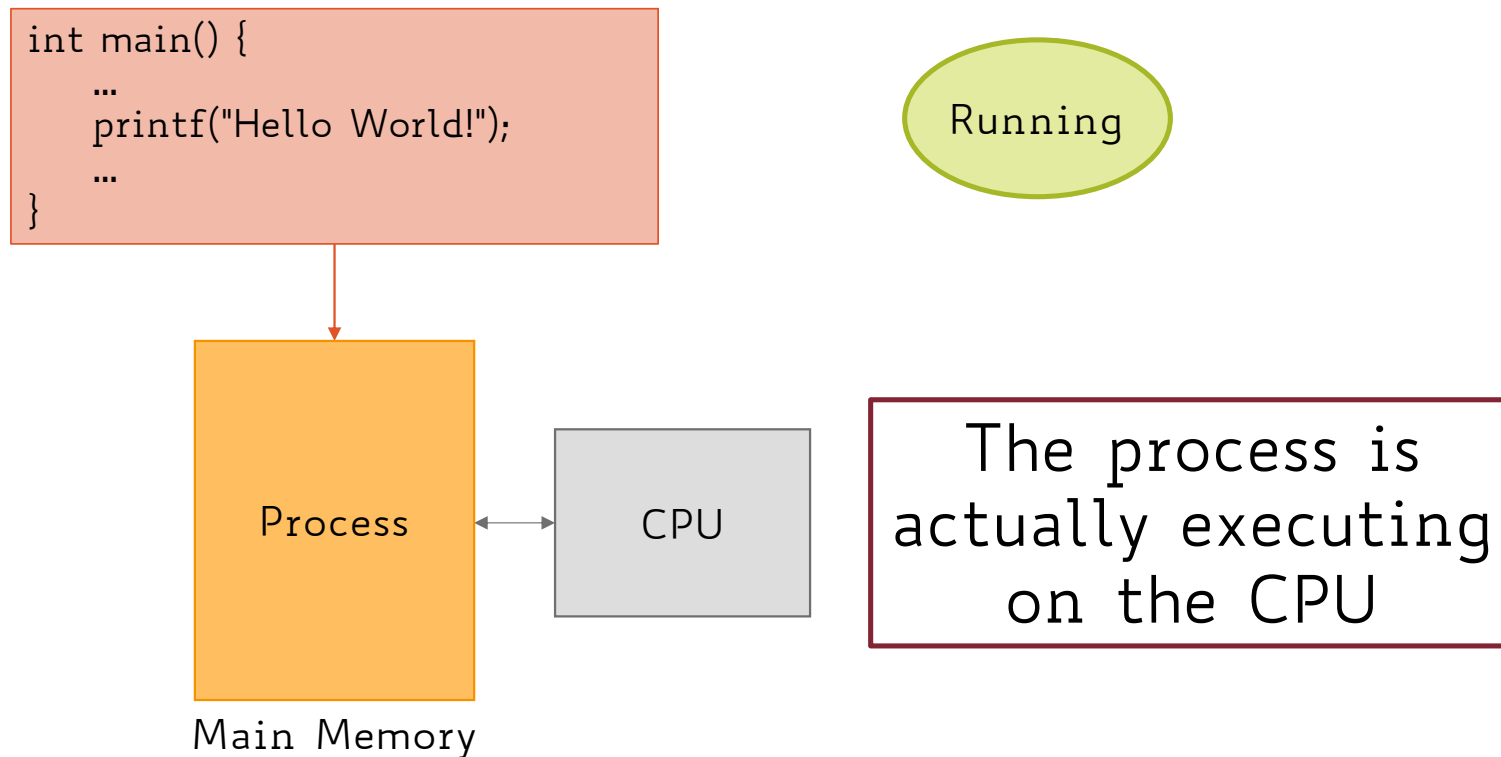 int main() {
…
printf("Hello World!");
…
}
Running
Process
CPU
Main Memory
The process is
actually executing
on the CPU